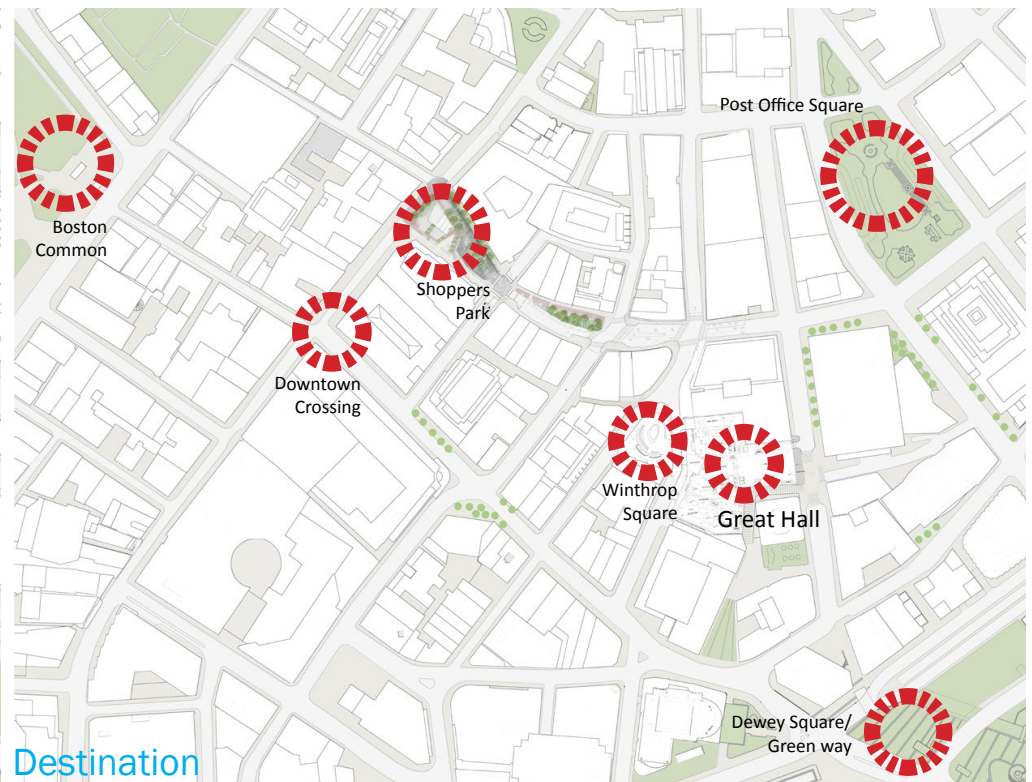 Post Office Square
Boston
Common
Shoppers
Park
Downtown
Crossing
Winthrop
Square
Great Hall
Dewey Square/
Green way
Destination